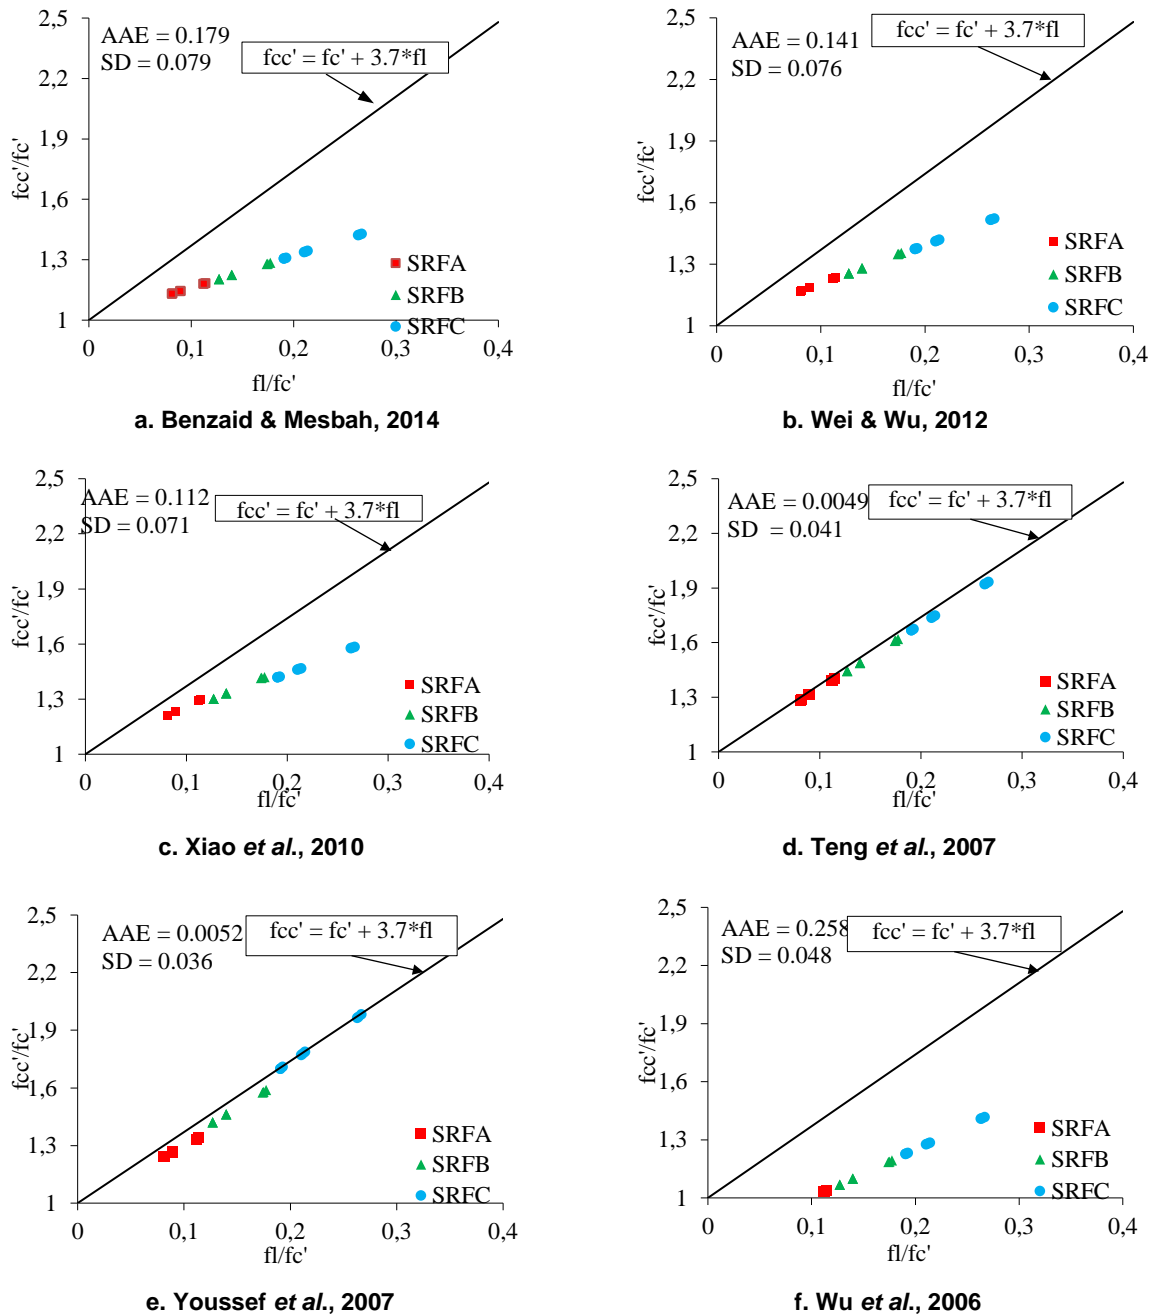 2,5
AAE = 0.179
SD = 0.079
fcc' = fc' + 3.7*fl
2,2
1,9
fcc'/fc'
1,6
1,3
1
SRFA
SRFB
SRFC
0
0,1
0,2
0,3
0,4
fl/fc'
a. Benzaid & Mesbah, 2014
2,5
AAE = 0.141
SD = 0.076
fcc' = fc' + 3.7*fl
2,2
1,9
fcc'/fc'
1,6
1,3
1
SRFA
SRFB
SRFC
0
0,1
0,2
0,3
0,4
fl/fc'
b. Wei & Wu, 2012
2,5
AAE = 0.112
SD = 0.071
fcc' = fc' + 3.7*fl
2,2
1,9
fcc'/fc'
1,6
1,3
1
SRFA
SRFB
SRFC
0
0,1
0,2
0,3
0,4
fl/fc'
c. Xiao et al., 2010
2,5
AAE = 0.0049
SD = 0.041
fcc' = fc' + 3.7*fl
2,2
1,9
fcc'/fc'
1,6
1,3
1
SRFA
SRFB
SRFC
0
0,1
0,2
0,3
0,4
fl/fc'
d. Teng et al., 2007
2,5
AAE = 0.0052
SD = 0.036
fcc' = fc' + 3.7*fl
2,2
1,9
fcc'/fc'
1,6
1,3
1
SRFA
SRFB
SRFC
0
0,1
0,2
0,3
0,4
fl/fc'
e. Youssef et al., 2007
2,5
AAE = 0.258
SD = 0.048
fcc' = fc' + 3.7*fl
2,2
1,9
fcc'/fc'
1,6
1,3
1
SRFA
SRFB
SRFC
0
0,1
0,2
0,3
0,4
fl/fc'
f. Wu et al., 2006